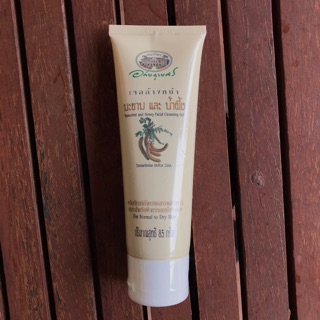 อภัยภูเบศร
เจลล้างหน้า
มะขาม และ น้ำผึ้ง
Tamarind and Honey Facial Cleansing Gel
Tamarindus indica Linn.
For Normal to Dry Skin
ปริมาณสุทธิ 85 กรัม